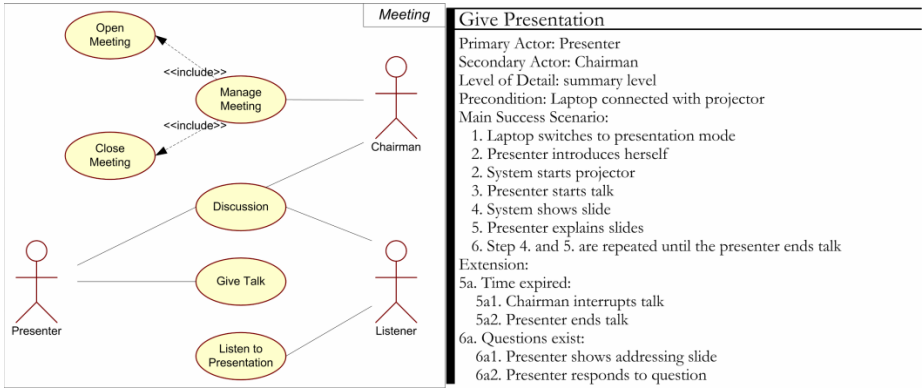 Meeting
Open
Meeting
<<include>>
Manage
Meeting
<<include>>
Close
Meeting
Chairman
Discussion
Give Talk
Presenter
Listener
Listen to
Presentation
Give Presentation
Primary Actor: Presenter
Secondary Actor: Chairman
Level of Detail: summary level
Precondition: Laptop connected with projector
Main Success Scenario:
1. Laptop switches to presentation mode
2. Presenter introduces herself
2. System starts projector
3. Presenter starts talk
4. System shows slide
5. Presenter explains slides
6. Step 4. and 5. are repeated until the presenter ends talk
Extension:
5a. Time expired:
5a1. Chairman interrupts talk
5a2. Presenter ends talk
6a. Questions exist:
6a1. Presenter shows addressing slide
6a2. Presenter responds to question